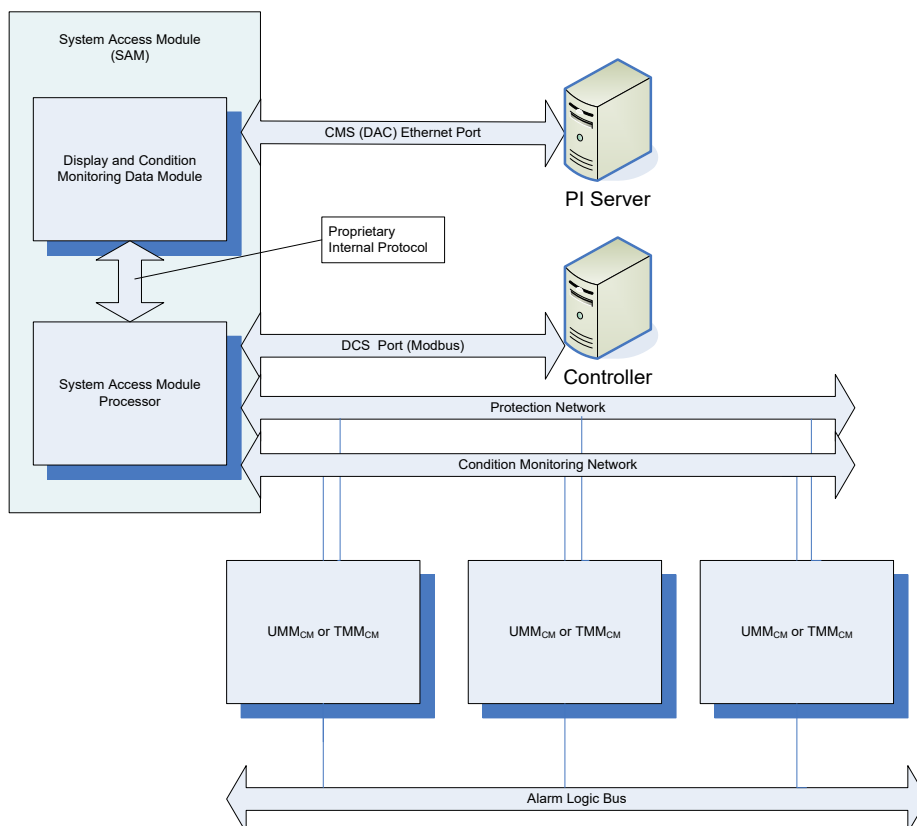 System Access Module
(SAM)
Display and Condition
Monitoring Data Module
CMS (DAC) Ethernet Port
PI Server
Proprietary
Internal Protocol
System Access Module
Processor
DCS Port (Modbus)
Controller
Protection Network
Condition Monitoring Network
UMMCM or TMMCM
UMMCM or TMMCM
UMMCM or TMMCM
Alarm Logic Bus